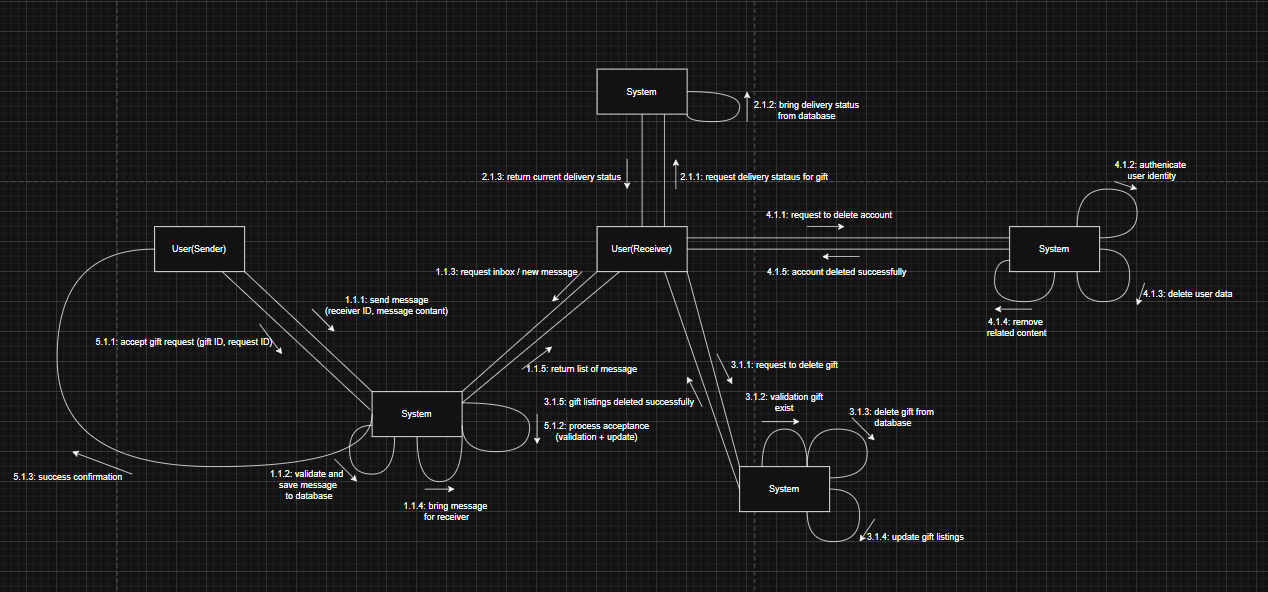 System
2.1.2: bring delivery status
from database
2.1.3: return current delivery status
2.1.1: request delivery stataus for gift
4.1.2: authenicate
user identity
4.1.1: request to delete account
User(Sender)
User(Receiver)
System
4.1.5: account deleted successfully
1.1.3: request inbox / new message
4.1.3: delete user data
1.1.1: send message
(receiver ID, message contant)
4.1.4: remove
related content
5.1.1: accept gift request (gift ID, request ID)
1.1.5: return list of message
3.1.1: request to delete gift
3.1.2: validation gift
exist
3.1.5: gift listings deleted successfully
3.1.3: delete gift from
database
System
5.1.2: process acceptance
(validation + update)
5.1.3: success confirmation
1.1.2: validate and
save message
to database
System
1.1.4: bring message
for receiver
3.1.4: update gift listings